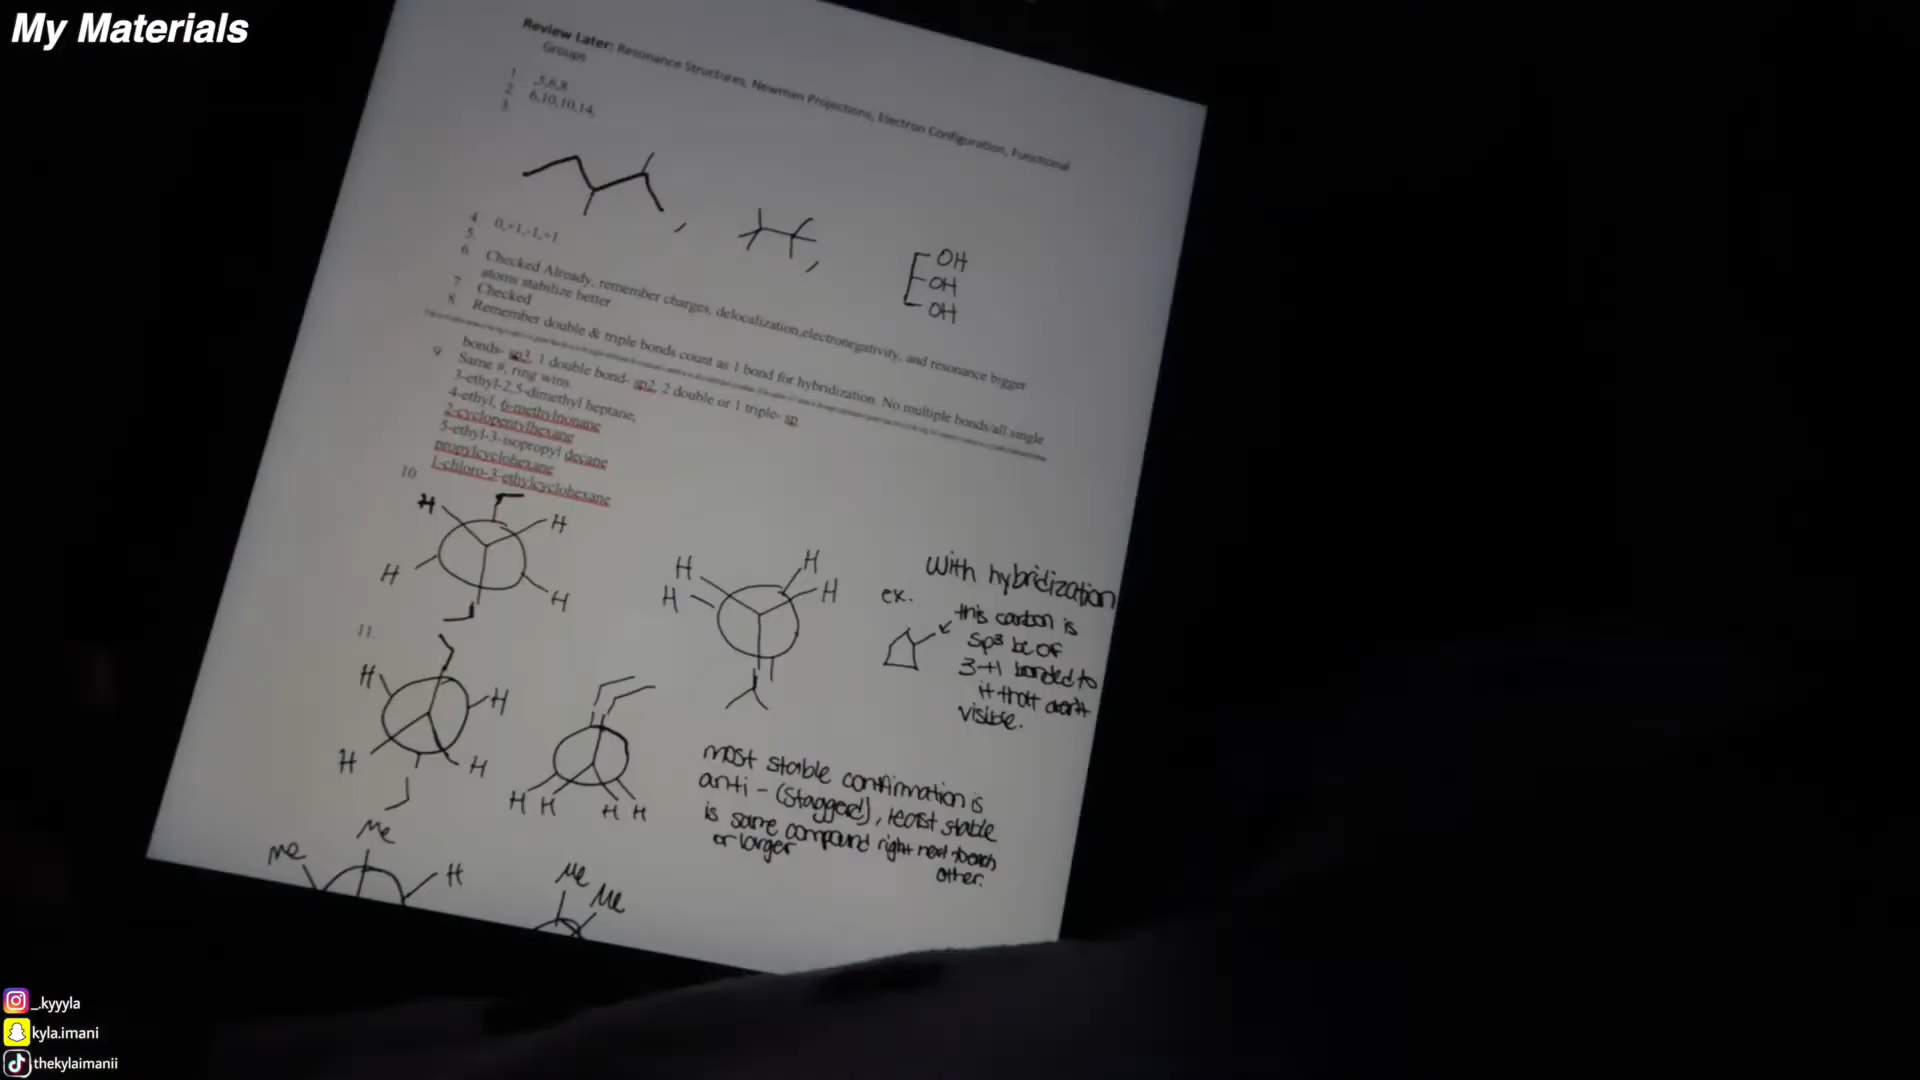 My Materials
Review Later: Resonance Structures, Newman Projections, Electron Configuration, Functional
Groups
1 .5,6,8
2 6,10,10,14,
3.
OH
OH
OH
4 0,+1,-1,+1
5.
6. Checked Already, remember charges, delocalization,electronegativity, and resonance bigger
atoms stabilize better
7 Checked
8. Remember double & triple bonds count as 1 bond for hybridization. No multiple bonds/all single
bonds- sp3, 1 double bond- sp2, 2 double or 1 triple- sp
9 Same #, ring wins.
3-ethyl-2,5-dimethyl heptane,
4-ethyl, 6-methylnonane
2-cyclopentylhexane
5-ethyl-3-isopropyl decane
propylcyclohexane
1-chloro-3-ethylcyclohexane
10
H H
H H
H H
H H
with hybridization
ex. this carbon is
sp3 bc of
3 +1 bonded to
it that
visible.
11.
H H
H H
H H H H
most stable is
anti - (staggerd), least stable
is same compound right next to each
or larger other.
Me Me H
Me Me
_.kyyyla
kyla.imani
thekylaimanii